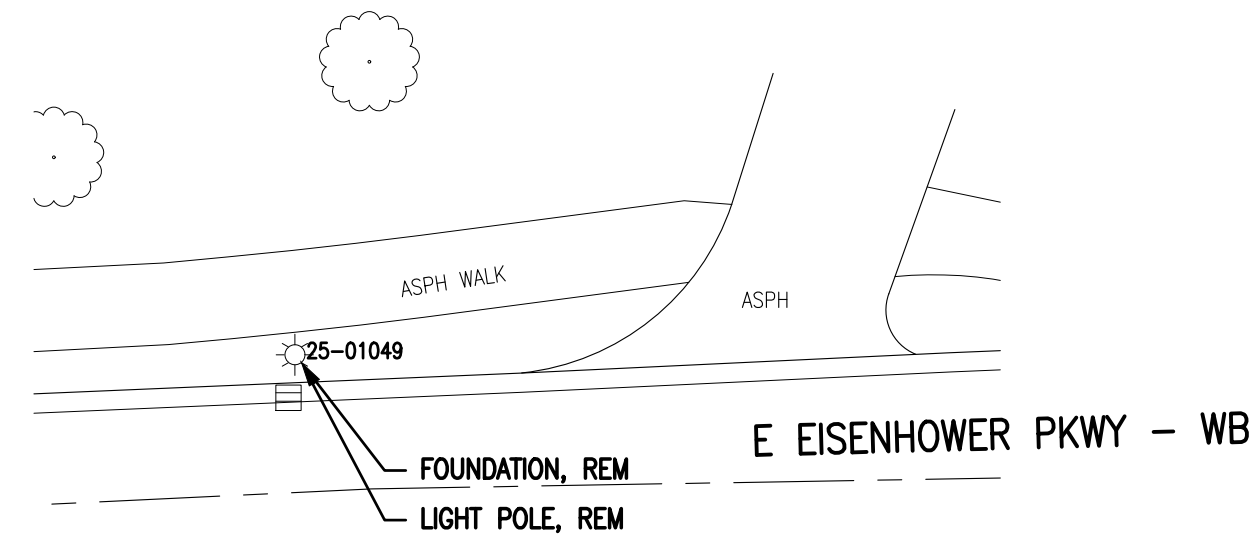 ASPH WALK
ASPH
25-01049
E EISENHOWER PKWY - WB
FOUNDATION, REM
LIGHT POLE, REM